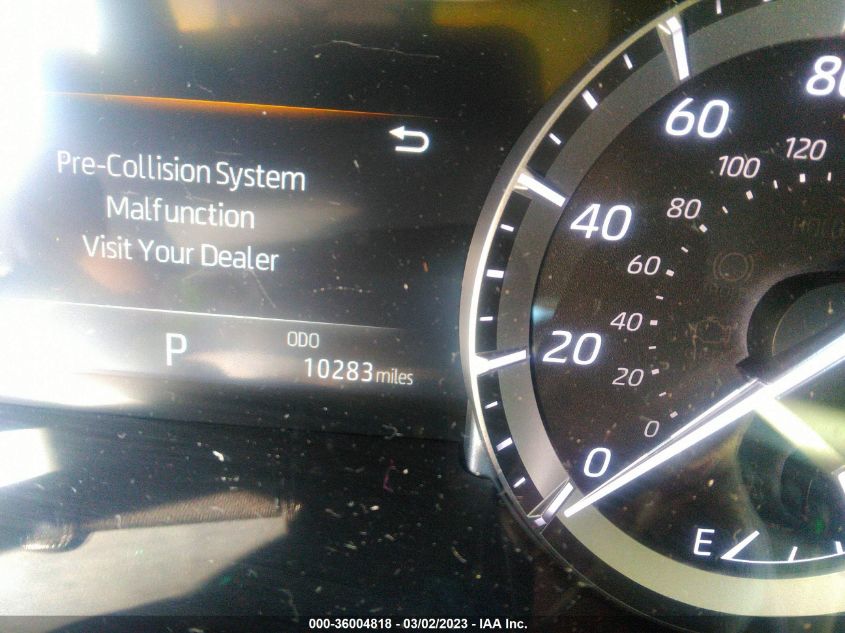 Pre-Collision System
Malfunction
Visit Your Dealer
P
ODO
10283 miles
80
60
40
20
0
120
100
80
60
40
20
0
E
000-36004818 - 03/02/2023 - IAA Inc.